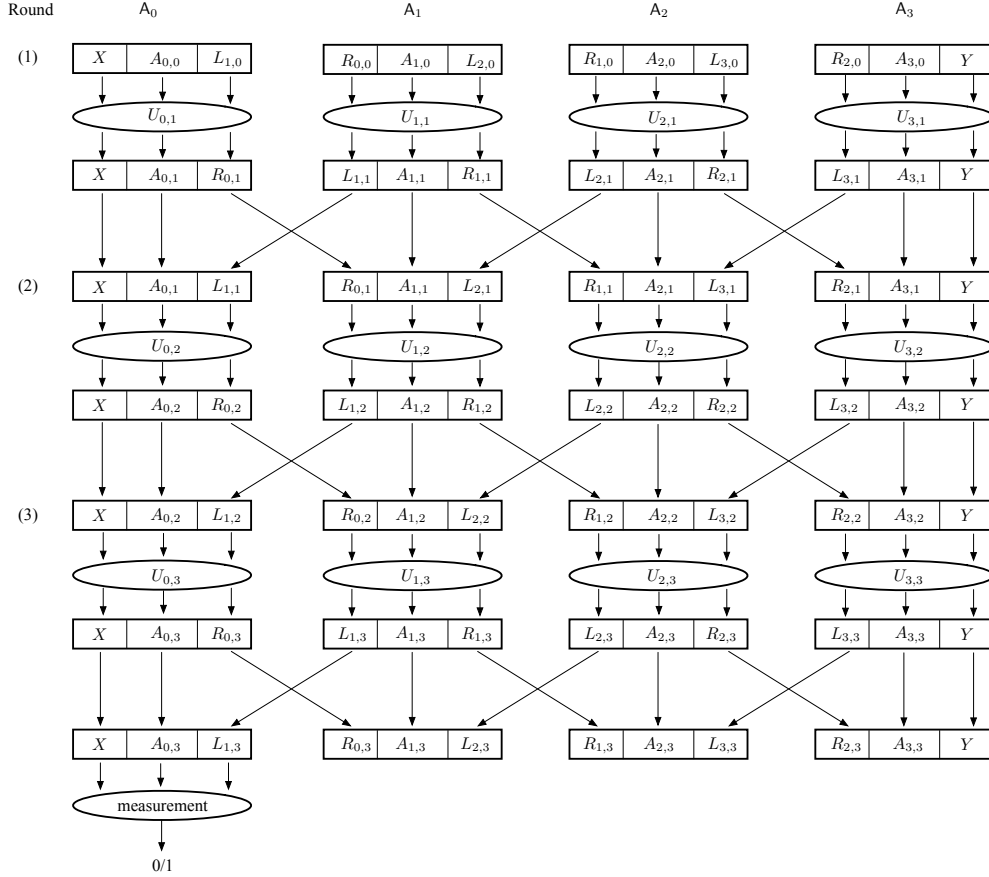 Round A₀ A₁ A₂ A₃
(1) X A₀,₀ L₁,₀ R₀,₀ A₁,₀ L₂,₀ R₁,₀ A₂,₀ L₃,₀ R₂,₀ A₃,₀ Y
U₀,₁ U₁,₁ U₂,₁ U₃,₁
X A₀,₁ R₀,₁ L₁,₁ A₁,₁ R₁,₁ L₂,₁ A₂,₁ R₂,₁ L₃,₁ A₃,₁ Y
(2) X A₀,₁ L₁,₁ R₀,₁ A₁,₁ L₂,₁ R₁,₁ A₂,₁ L₃,₁ R₂,₁ A₃,₁ Y
U₀,₂ U₁,₂ U₂,₂ U₃,₂
X A₀,₂ R₀,₂ L₁,₂ A₁,₂ R₁,₂ L₂,₂ A₂,₂ R₂,₂ L₃,₂ A₃,₂ Y
(3) X A₀,₂ L₁,₂ R₀,₂ A₁,₂ L₂,₂ R₁,₂ A₂,₂ L₃,₂ R₂,₂ A₃,₂ Y
U₀,₃ U₁,₃ U₂,₃ U₃,₃
X A₀,₃ R₀,₃ L₁,₃ A₁,₃ R₁,₃ L₂,₃ A₂,₃ R₂,₃ L₃,₃ A₃,₃ Y
X A₀,₃ L₁,₃ R₀,₃ A₁,₃ L₂,₃ R₁,₃ A₂,₃ L₃,₃ R₂,₃ A₃,₃ Y
measurement
0/1